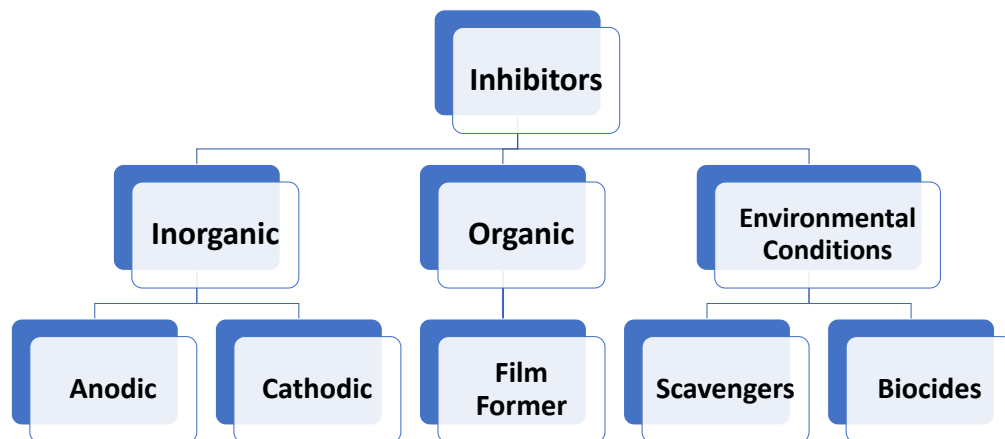 Inhibitors
Inorganic
Organic
Environmental
Conditions
Anodic
Cathodic
Film
Former
Scavengers
Biocides